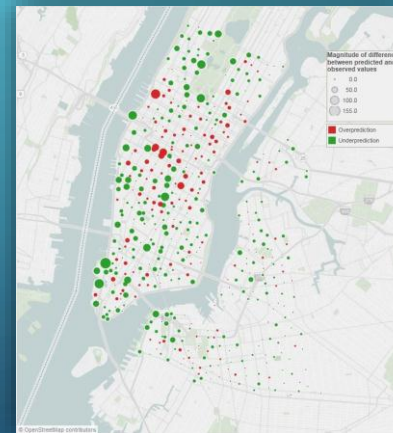 Magnitude of difference
between predicted and
observed values
0.0
50.0
100.0
155.0
Overprediction
Underprediction
© OpenStreetMap contributors